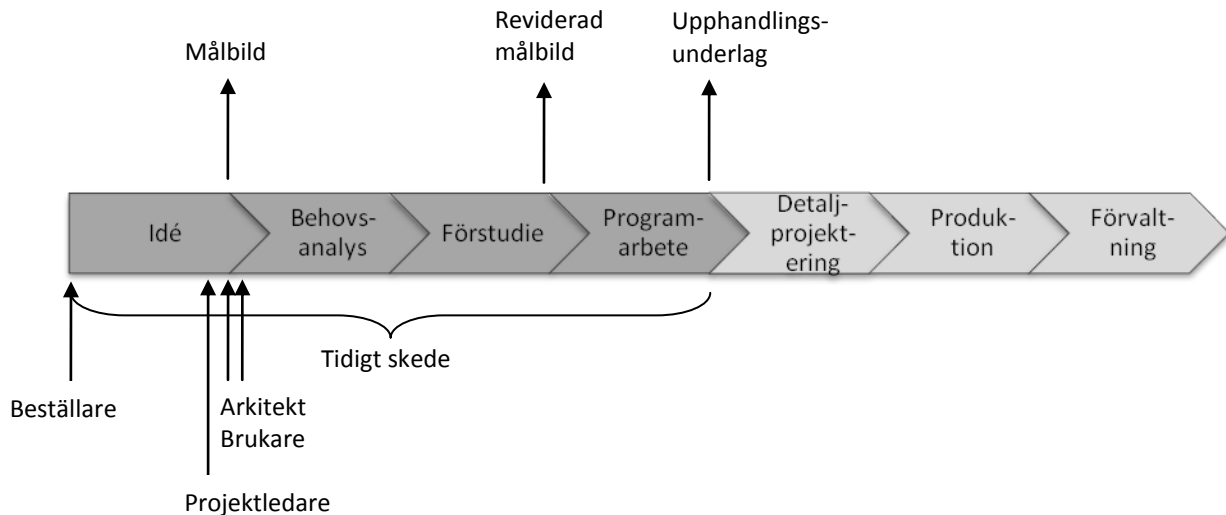 Målbild
Reviderad
målbild
Upphandlings-
underlag
Idé
Behovs-
analys
Förstudie
Program-
arbete
Detalj-
projekt-
ering
Produk-
tion
Förvalt-
ning
Tidigt skede
Beställare
Arkitekt
Brukare
Projektledare